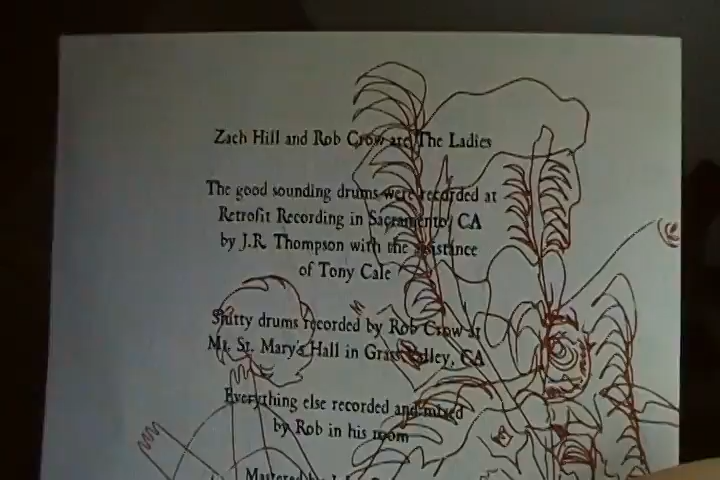 Zach Hill and Rob Crow are The Ladies
The good sounding drums were recorded at
Retrofit Recording in Sacramento, CA
by J.R. Thompson with the assistance
of Tony Cale
Shitty drums recorded by Rob Crow at
Mt. St. Mary's Hall in Grass Valley, CA
Everything else recorded and mixed
by Rob in his room
Mastered by